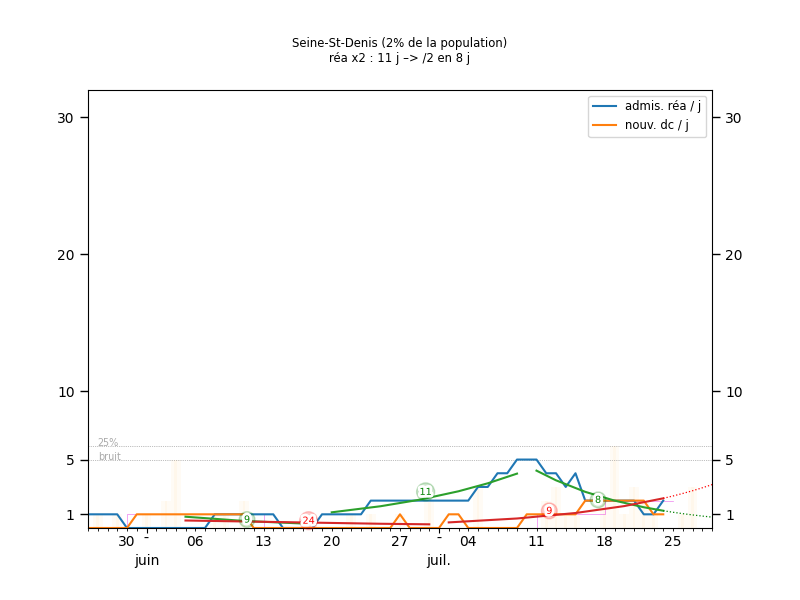 Seine-St-Denis (2% de la population)
réa x2 : 11 j –> /2 en 8 j
admis. réa / j
nouv. dc / j
30
30
20
20
10
10
25%
bruit
5
5
1
1
11
8
9
9
24
30 - 06 13 20 27 - 04 11 18 25
juin juil.